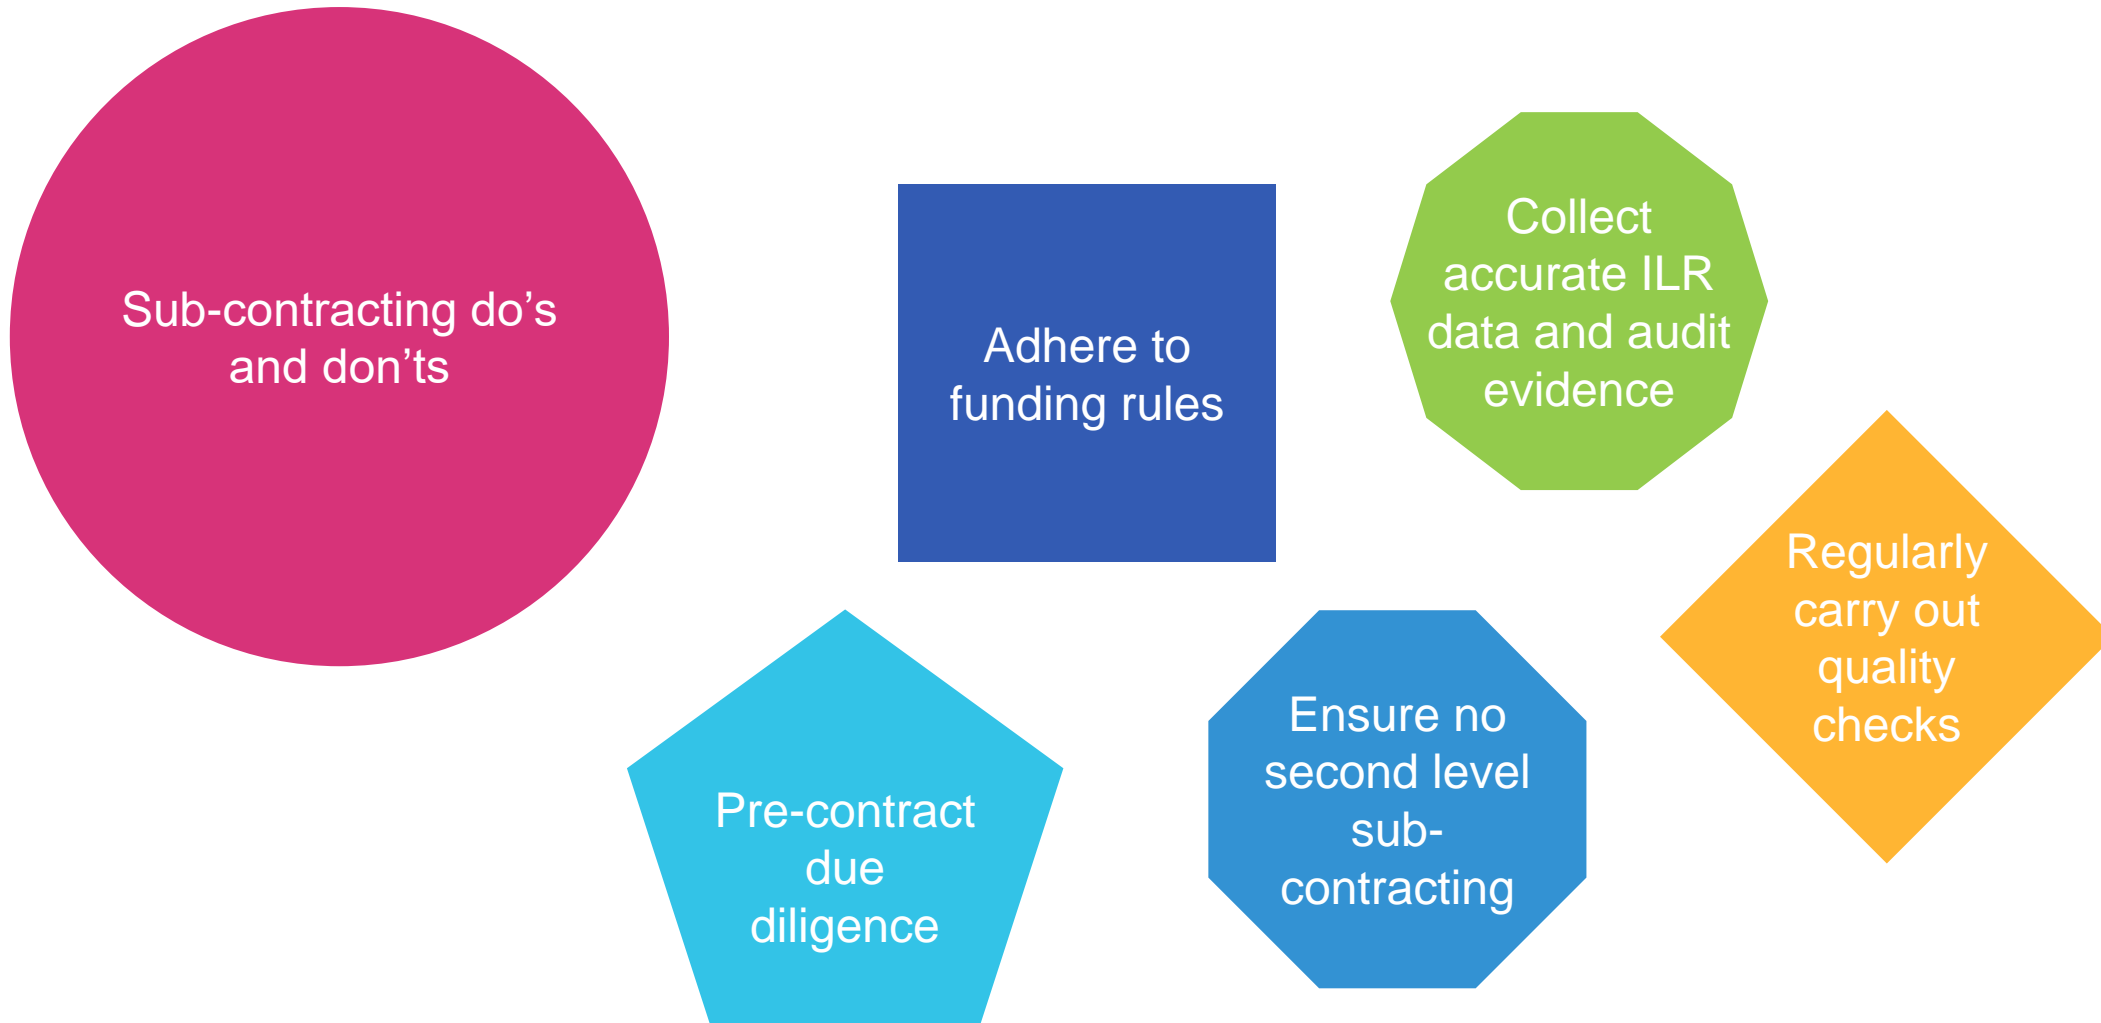 Sub-contracting do’s
and don’ts
Adhere to
funding rules
Collect
accurate ILR
data and audit
evidence
Regularly
carry out
quality
checks
Pre-contract
due
diligence
Ensure no
second level
sub-
contracting